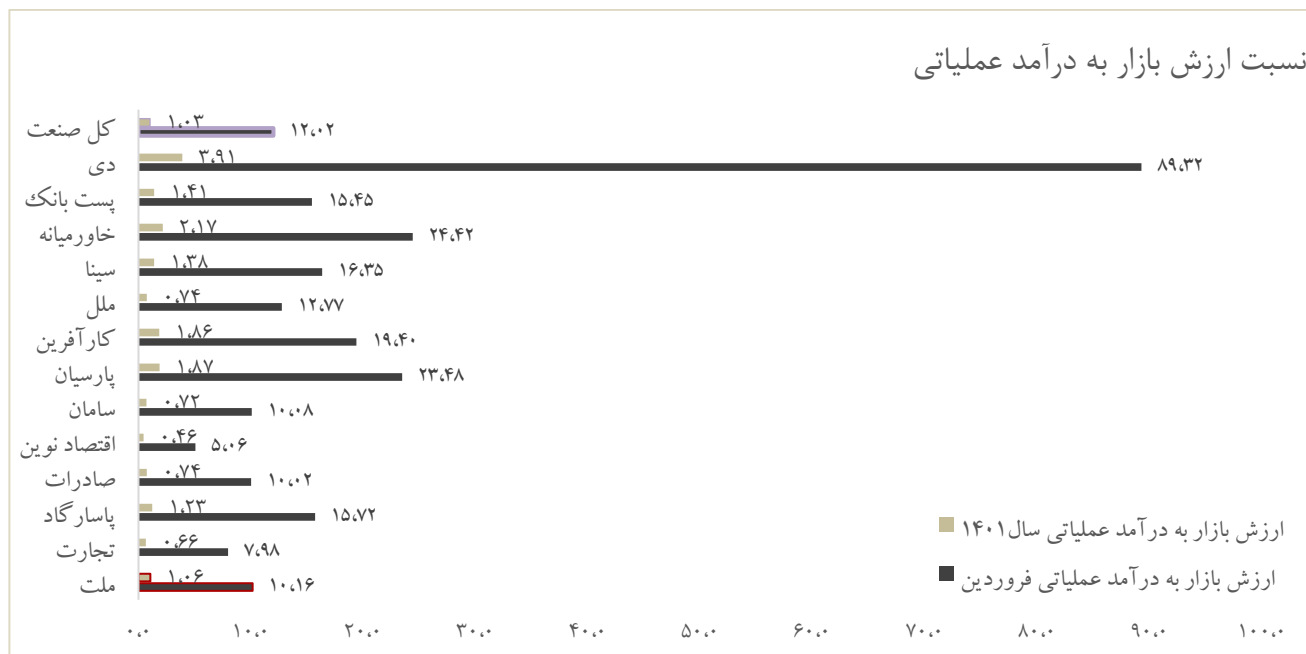 نسبت ارزش بازار به درآمد عملیاتی
کل صنعت ۱،۰۳ ۱۲،۰۲
دی ۳،۹۱ ۸۹،۳۲
پست بانک ۱،۴۱ ۱۵،۴۵
خاورمیانه ۲،۱۷ ۲۴،۴۲
سینا ۱،۳۸ ۱۶،۳۵
ملل ۰،۷۴ ۱۲،۷۷
کارآفرین ۱،۸۶ ۱۹،۴۰
پارسیان ۱،۸۷ ۲۳،۴۸
سامان ۰،۷۲ ۱۰،۰۸
اقتصاد نوین ۰،۴۶ ۵،۰۶
صادرات ۰،۷۴ ۱۰،۰۲
پاسارگاد ۱،۲۳ ۱۵،۷۲
تجارت ۰،۶۶ ۷،۹۸
ملت ۱،۰۶ ۱۰،۱۶
ارزش بازار به درآمد عملیاتی سال۱۴۰۱
ارزش بازار به درآمد عملیاتی فروردین
۰،۰ ۱۰،۰ ۲۰،۰ ۳۰،۰ ۴۰،۰ ۵۰،۰ ۶۰،۰ ۷۰،۰ ۸۰،۰ ۹۰،۰ ۱۰۰،۰